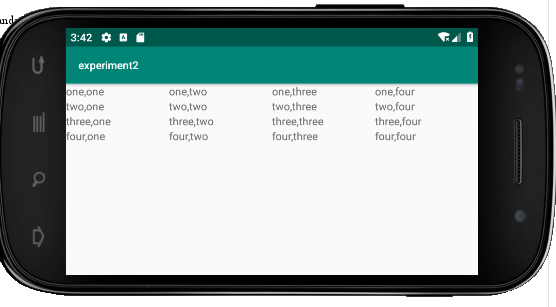 3:42
experiment2
one,one one,two one,three one,four
two,one two,two two,three two,four
three,one three,two three,three three,four
four,one four,two four,three four,four